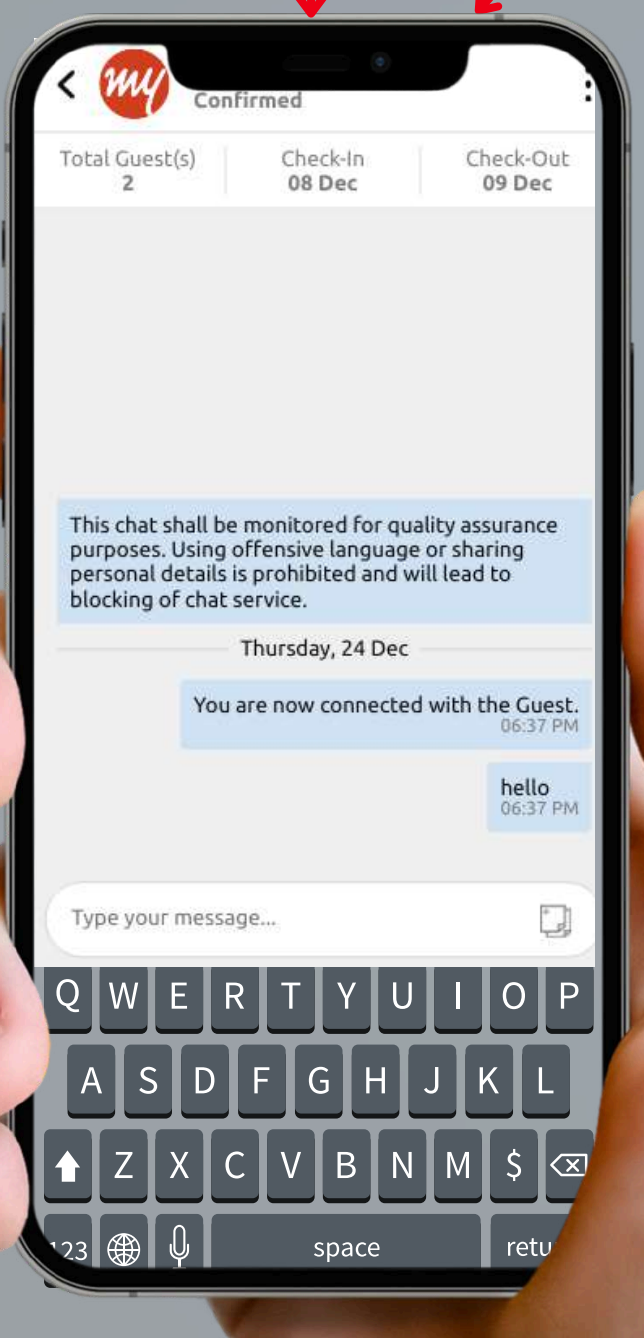 my
Confirmed
Total Guest(s) Check-In Check-Out
2 08 Dec 09 Dec
This chat shall be monitored for quality assurance
purposes. Using offensive language or sharing
personal details is prohibited and will lead to
blocking of chat service.
Thursday, 24 Dec
You are now connected with the Guest.
06:37 PM
hello
06:37 PM
Type your message...
Q W E R T Y U I O P
A S D F G H J K L
Z X C V B N M $
123 space retu